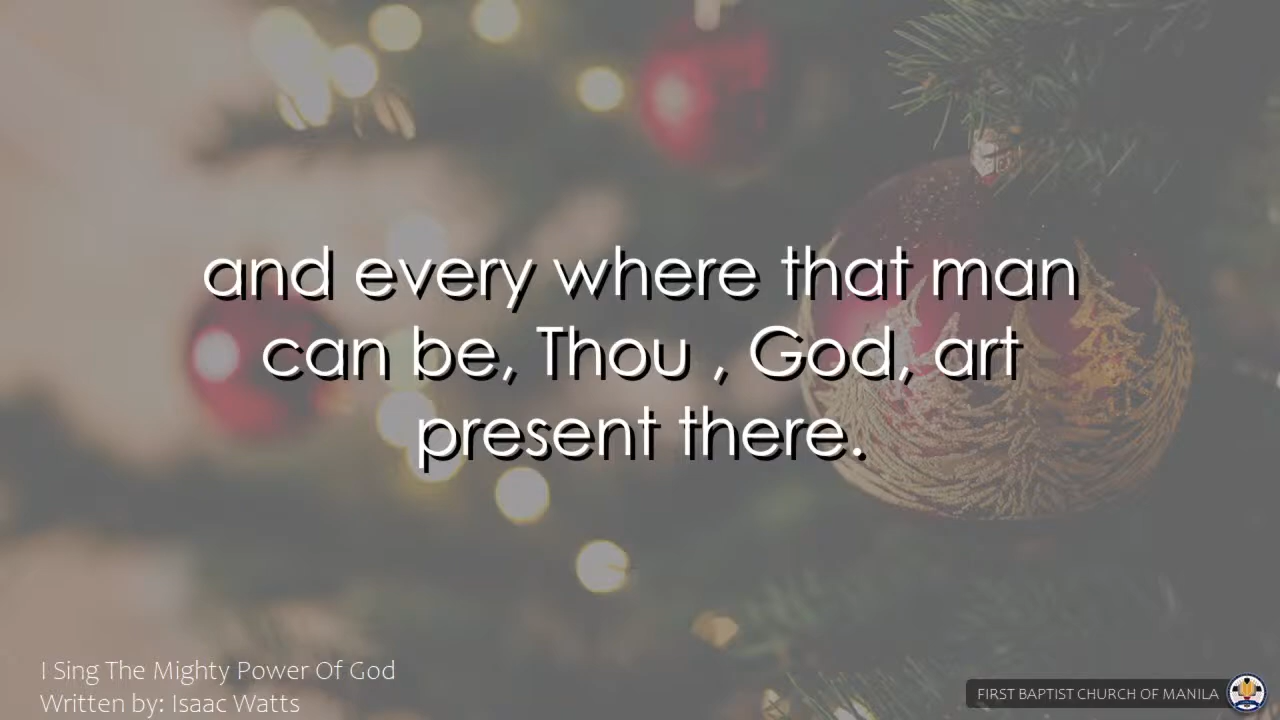 and every where that man
can be, Thou , God, art
present there.
I Sing The Mighty Power Of God
Written by: Isaac Watts
FIRST BAPTIST CHURCH OF MANILA